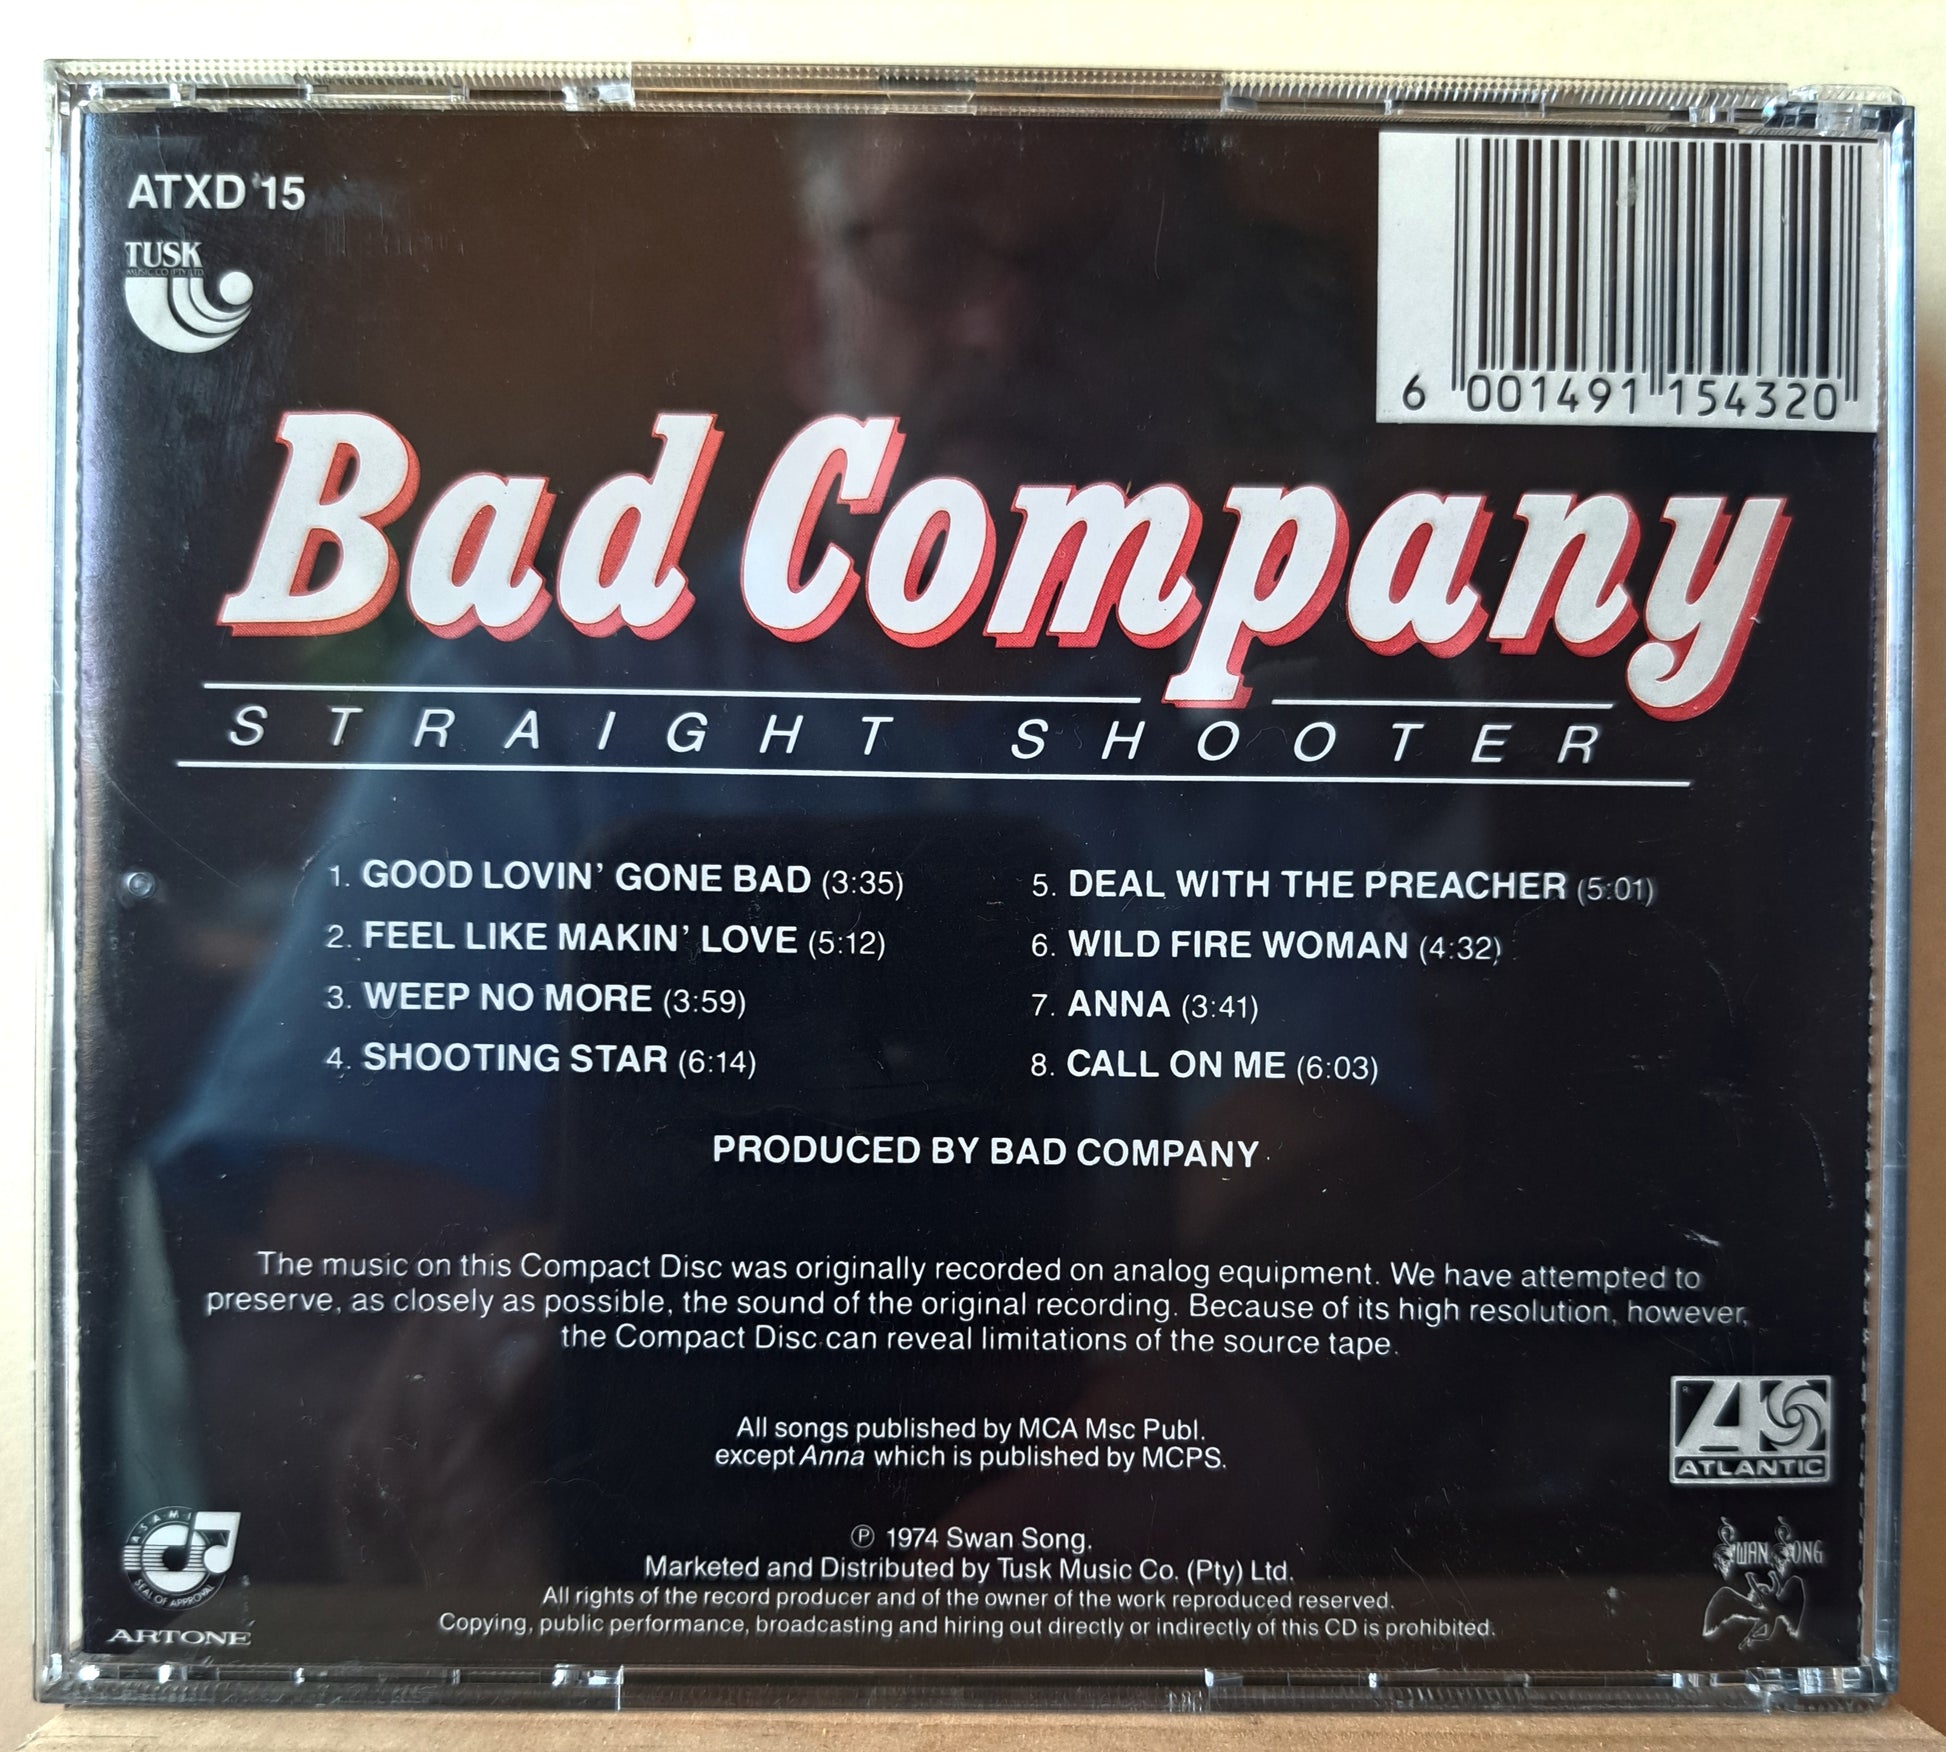 ATXD 15
TUSK
MUSIC CO (PTY) LTD
6 001491 154320
Bad Company
STRAIGHT SHOOTER
1. GOOD LOVIN' GONE BAD (3:35)
2. FEEL LIKE MAKIN' LOVE (5:12)
3. WEEP NO MORE (3:59)
4. SHOOTING STAR (6:14)
5. DEAL WITH THE PREACHER (5:01)
6. WILD FIRE WOMAN (4:32)
7. ANNA (3:41)
8. CALL ON ME (6:03)
PRODUCED BY BAD COMPANY
The music on this Compact Disc was originally recorded on analog equipment. We have attempted to
preserve, as closely as possible, the sound of the original recording. Because of its high resolution, however,
the Compact Disc can reveal limitations of the source tape.
All songs published by MCA Msc Publ.
except Anna which is published by MCPS.
ATLANTIC
ASAMI
SEAL OF APPROVAL
ARTONE
℗ 1974 Swan Song.
Marketed and Distributed by Tusk Music Co. (Pty) Ltd.
All rights of the record producer and of the owner of the work reproduced reserved.
Copying, public performance, broadcasting and hiring out directly or indirectly of this CD is prohibited.
SWAN SONG